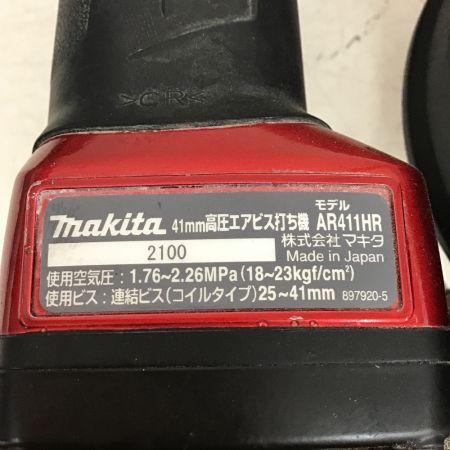 >CR<
makita 41mm高圧エアビス打ち機
モデル
AR411HR
2100
株式会社マキタ
Made in Japan
使用空気圧：1.76~2.26MPa(18~23kgf/cm²)
使用ビス：連結ビス(コイルタイプ)25~41mm 897920-5